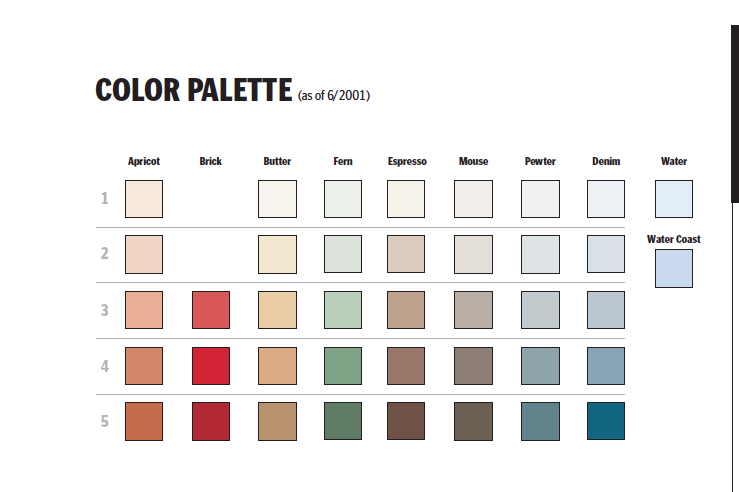 COLOR PALETTE (as of 6/2001)
Apricot Brick Butter Fern Espresso Mouse Pewter Denim Water
1
Water Coast
2
3
4
5